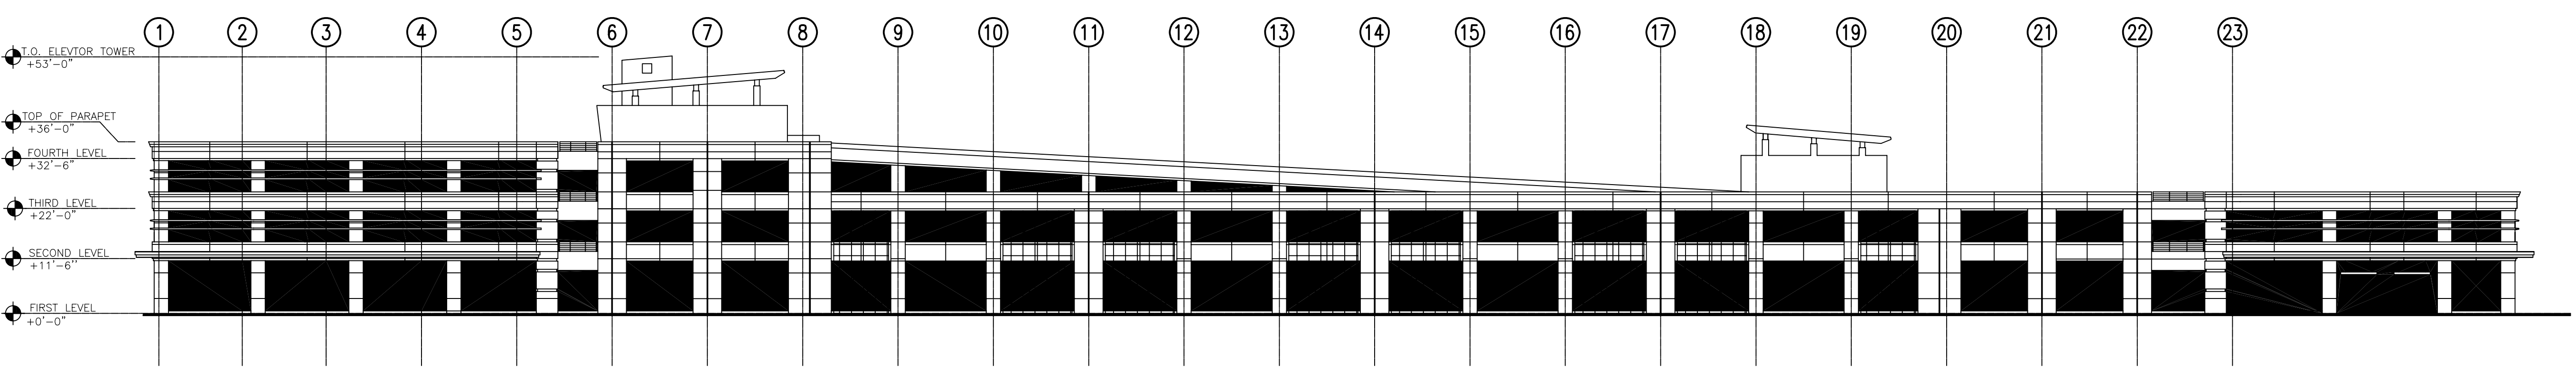 1 2 3 4 5 6 7 8 9 10 11 12 13 14 15 16 17 18 19 20 21 22 23
T.O. ELEVTOR TOWER
+53'-0"
TOP OF PARAPET
+36'-0"
FOURTH LEVEL
+32'-6"
THIRD LEVEL
+22'-0"
SECOND LEVEL
+11'-6"
FIRST LEVEL
+0'-0"